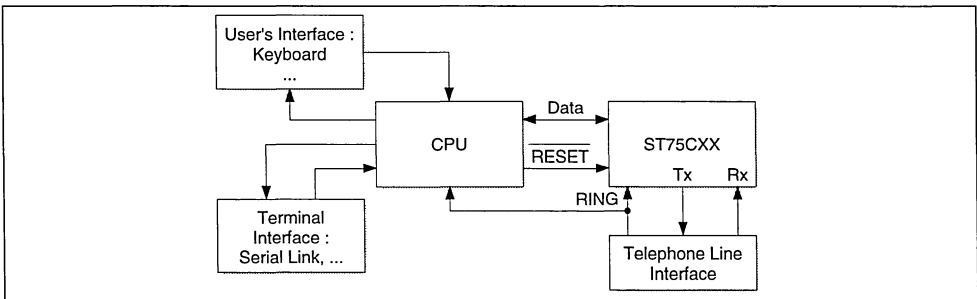 User's Interface :
Keyboard
...
Data
CPU
ST75CXX
RESET
Tx
Rx
RING
Terminal
Interface :
Serial Link, ...
Telephone Line
Interface